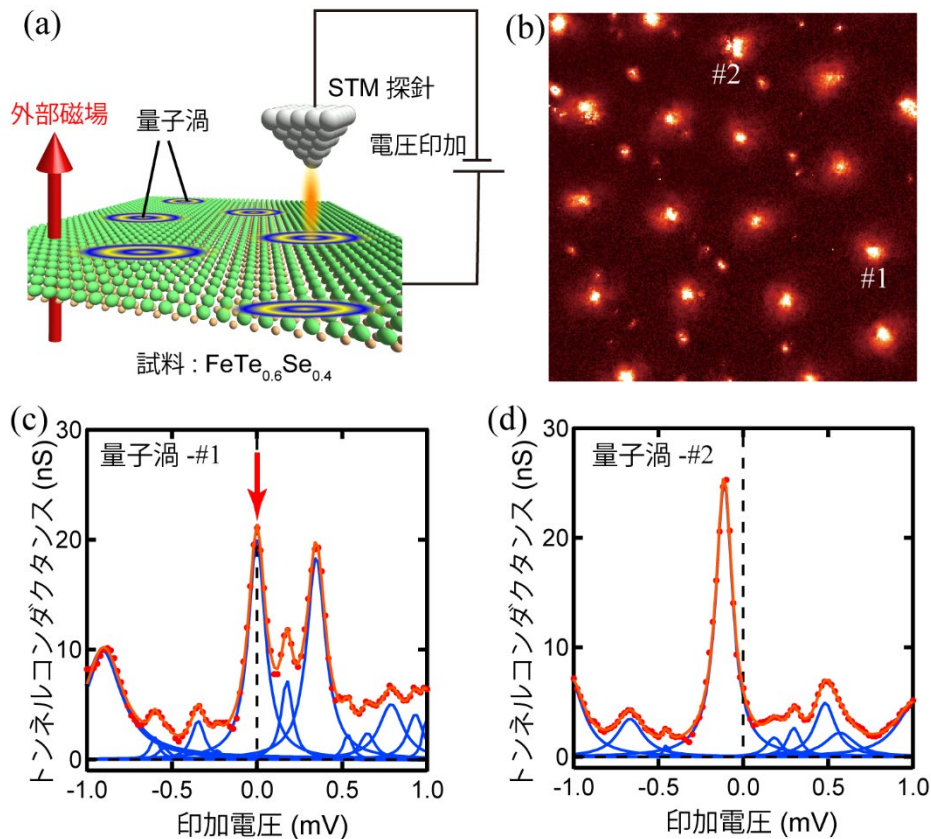 (a)
STM 探針
外部磁場
量子渦
電圧印加
試料 : FeTe₀.₆Se₀.₄
(b)
#2
#1
(c)
トンネルコンダクタンス (nS)
30
20
10
0
量子渦 -#1
-1.0 -0.5 0.0 0.5 1.0
印加電圧 (mV)
(d)
トンネルコンダクタンス (nS)
30
20
10
0
量子渦 -#2
-1.0 -0.5 0.0 0.5 1.0
印加電圧 (mV)